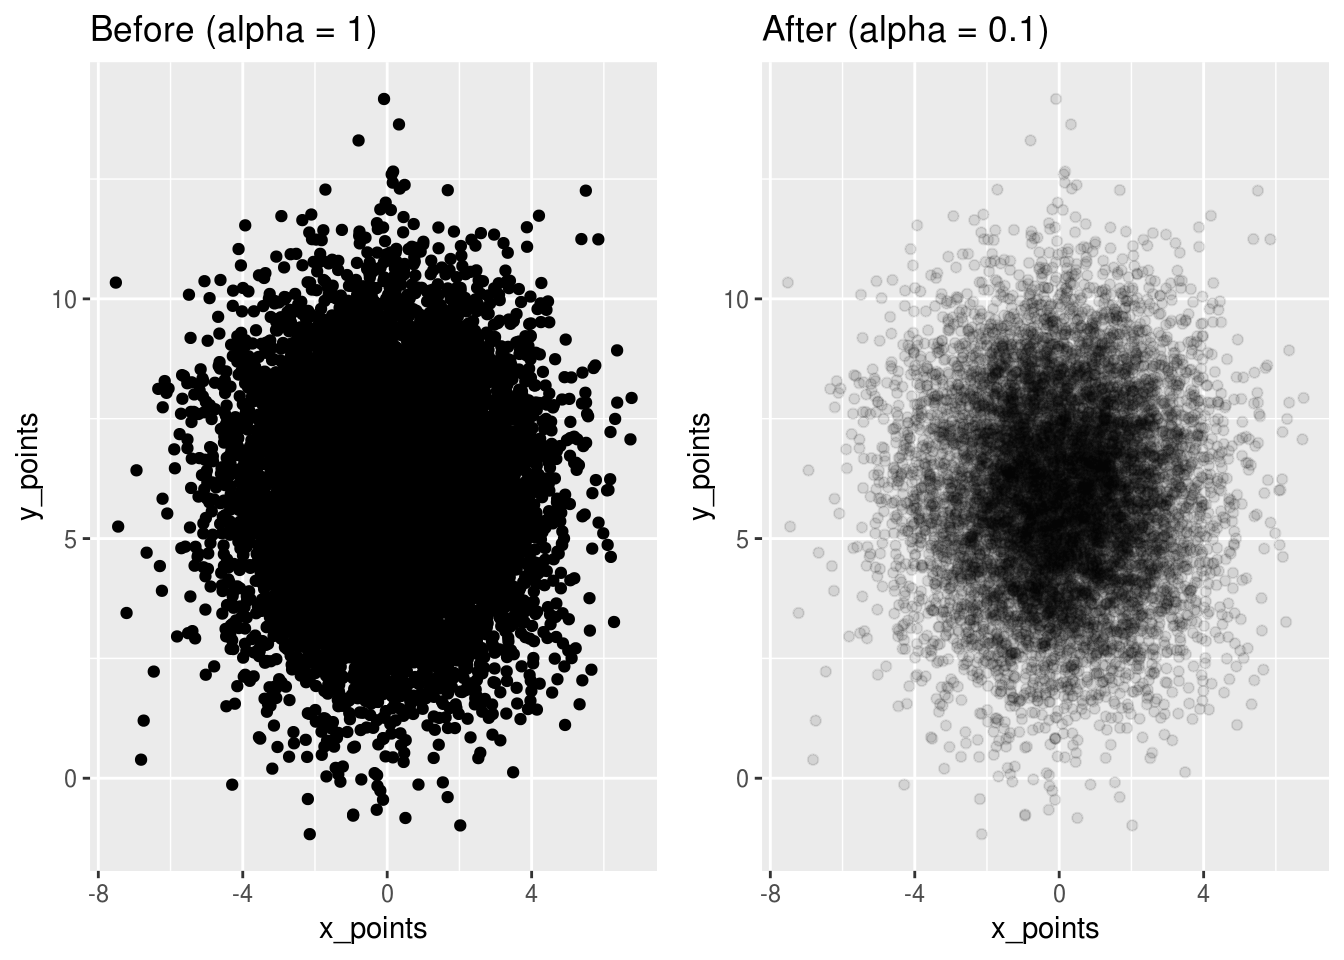 Before (alpha = 1)
y_points
10
5
0
-8 -4 0 4
x_points
After (alpha = 0.1)
y_points
10
5
0
-8 -4 0 4
x_points